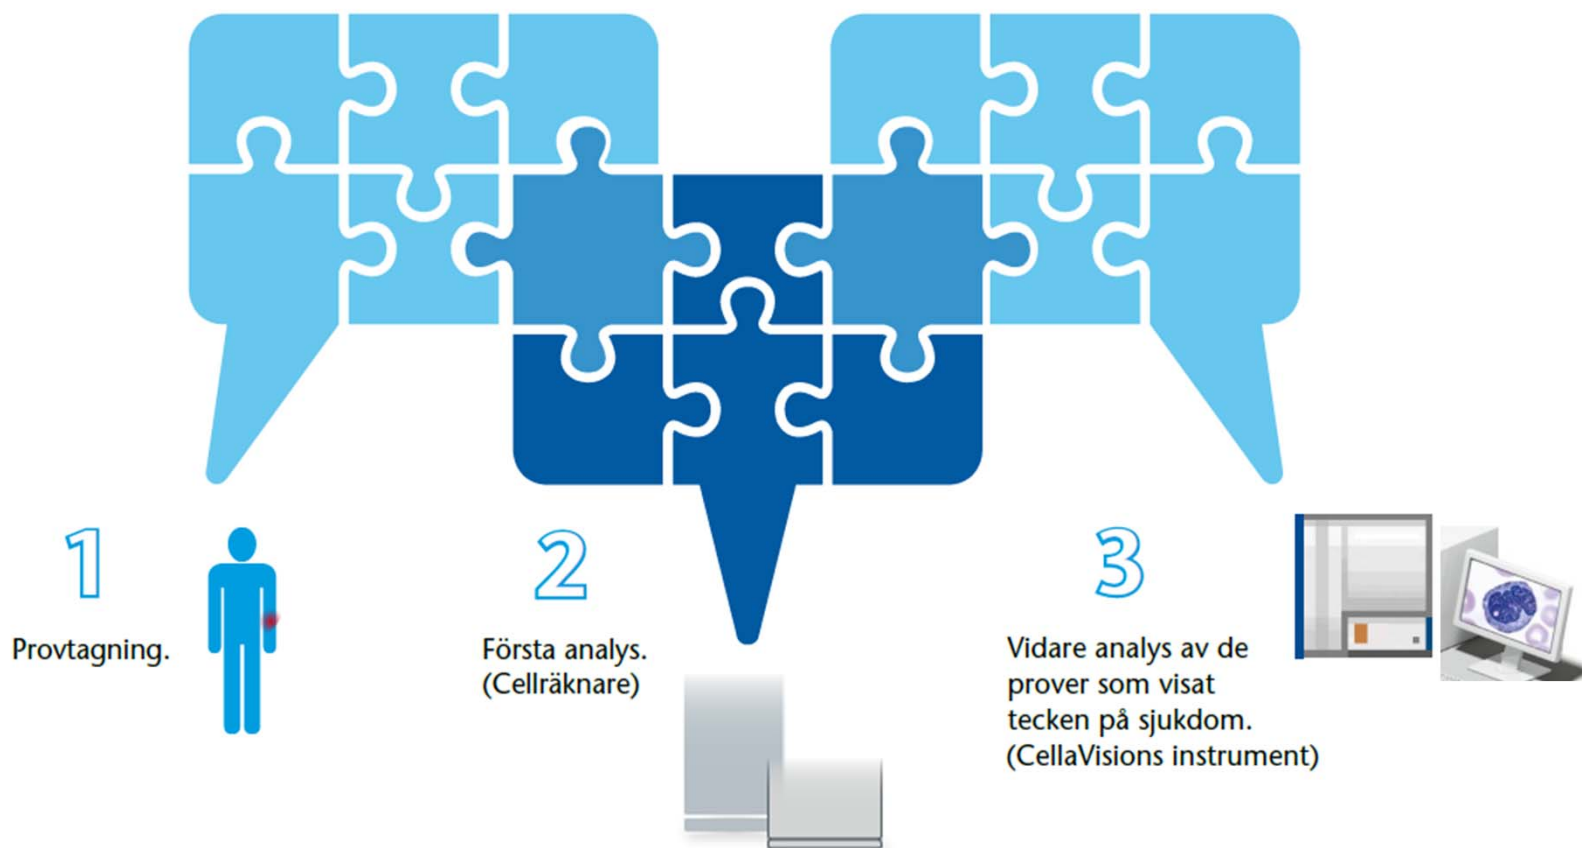 1
Provtagning.
2
Första analys.
(Cellräknare)
3
Vidare analys av de
prover som visat
tecken på sjukdom.
(CellaVisions instrument)